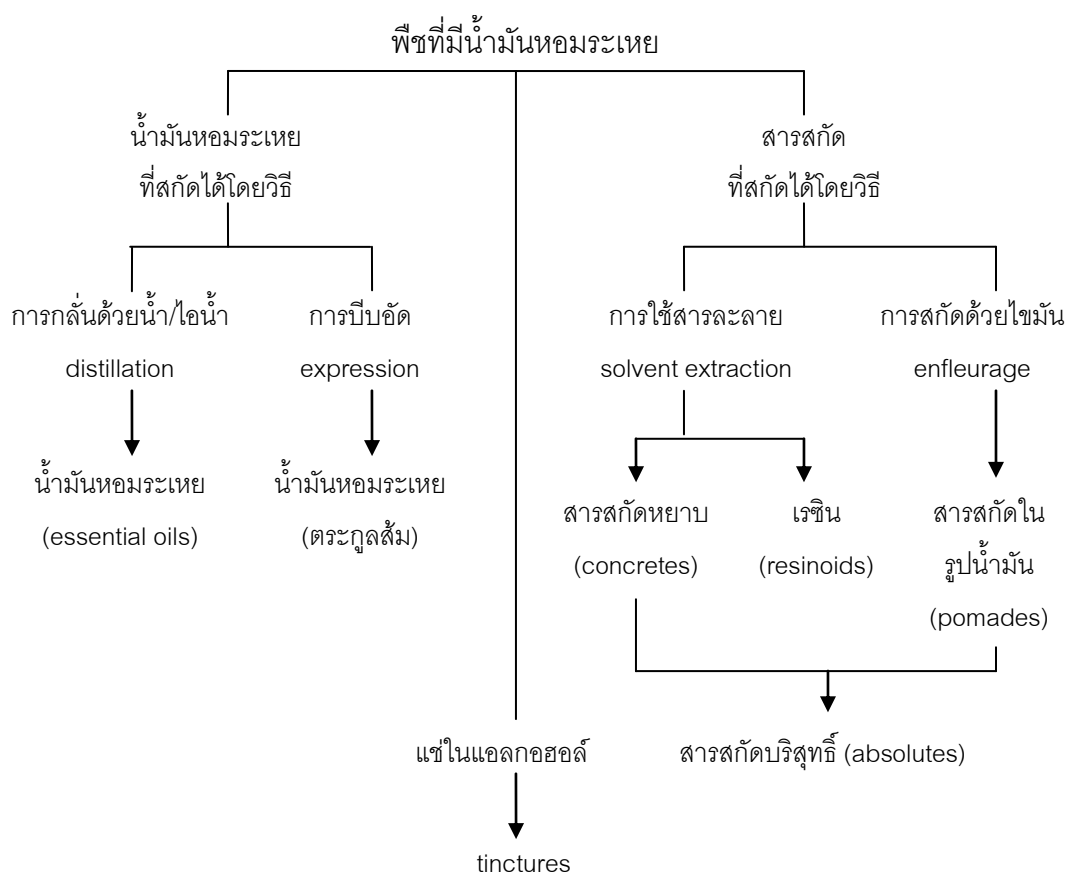 พืชที่มีน้ำมันหอมระเหย
น้ำมันหอมระเหย
ที่สกัดได้โดยวิธี
สารสกัด
ที่สกัดได้โดยวิธี
การกลั่นด้วยน้ำ/ไอน้ำ
distillation
การบีบอัด
expression
การใช้สารละลาย
solvent extraction
การสกัดด้วยไขมัน
enfleurage
น้ำมันหอมระเหย
(essential oils)
น้ำมันหอมระเหย
(ตระกูลส้ม)
สารสกัดหยาบ
(concretes)
เรซิน
(resinoids)
สารสกัดใน
รูปน้ำมัน
(pomades)
แช่ในแอลกอฮอล์
สารสกัดบริสุทธิ์ (absolutes)
tinctures